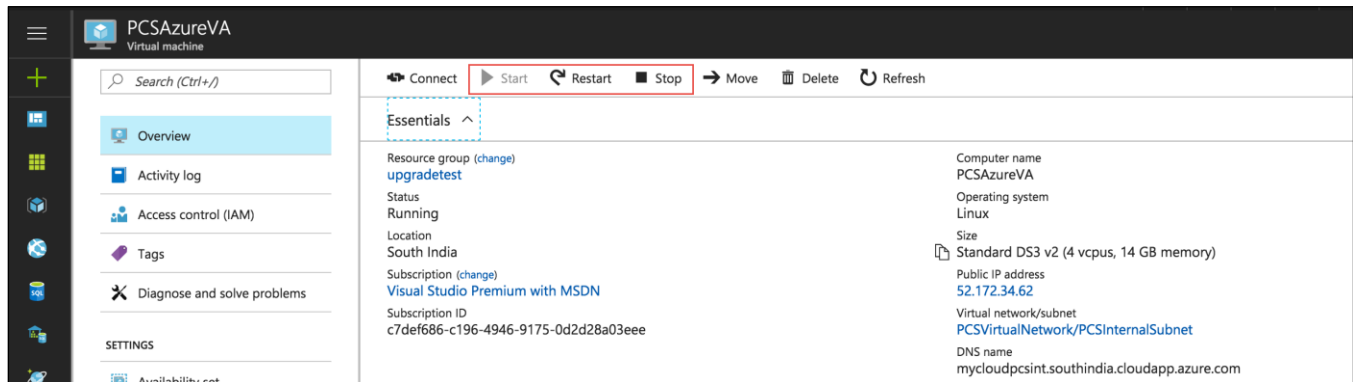 PCSAzureVA
Virtual machine
Search (Ctrl+/)
Overview
Activity log
Access control (IAM)
Tags
Diagnose and solve problems
SETTINGS
Availability set
Connect Start Restart Stop Move Delete Refresh
Essentials
Resource group (change)
upgradetest
Status
Running
Location
South India
Subscription (change)
Visual Studio Premium with MSDN
Subscription ID
c7def686-c196-4946-9175-0d2d28a03eee
Computer name
PCSAzureVA
Operating system
Linux
Size
Standard DS3 v2 (4 vcpus, 14 GB memory)
Public IP address
52.172.34.62
Virtual network/subnet
PCSVirtualNetwork/PCSInternalSubnet
DNS name
mycloudpcsint.southindia.cloudapp.azure.com
SQL